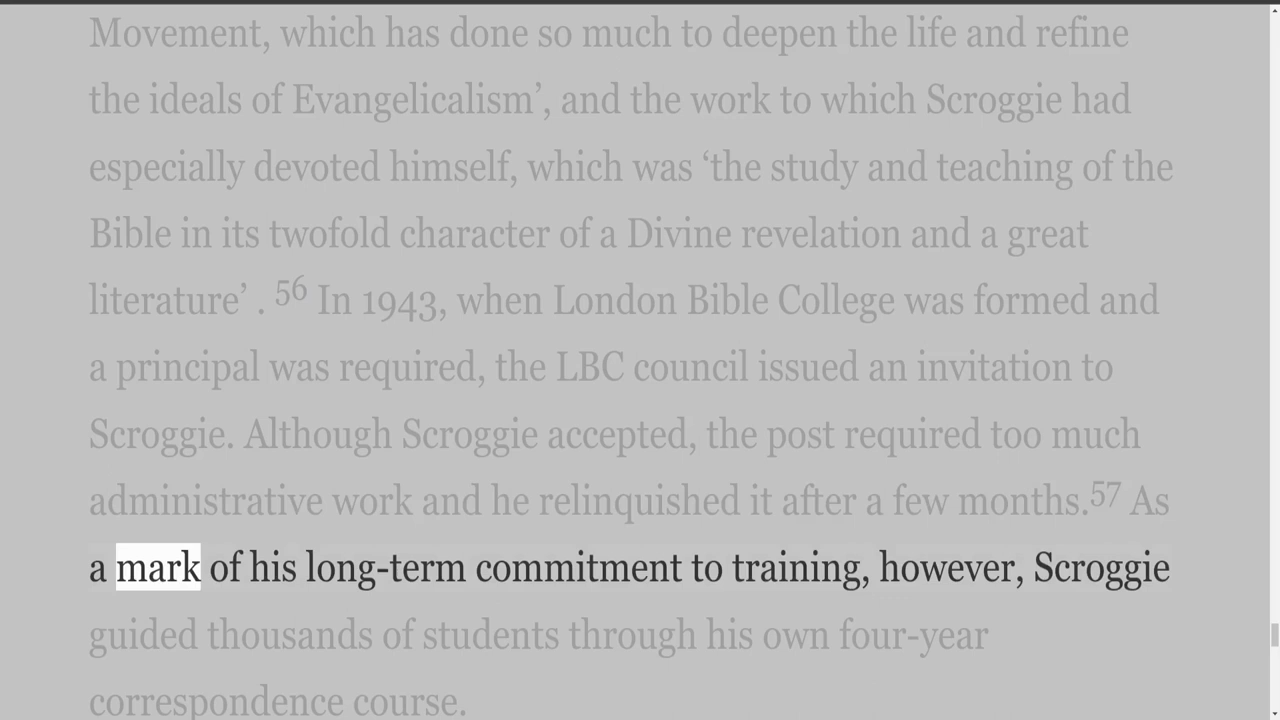 Movement, which has done so much to deepen the life and refine
the ideals of Evangelicalism’, and the work to which Scroggie had
especially devoted himself, which was ‘the study and teaching of the
Bible in its twofold character of a Divine revelation and a great
literature’ . 56 In 1943, when London Bible College was formed and
a principal was required, the LBC council issued an invitation to
Scroggie. Although Scroggie accepted, the post required too much
administrative work and he relinquished it after a few months.57 As
a mark of his long-term commitment to training, however, Scroggie
guided thousands of students through his own four-year
correspondence course.